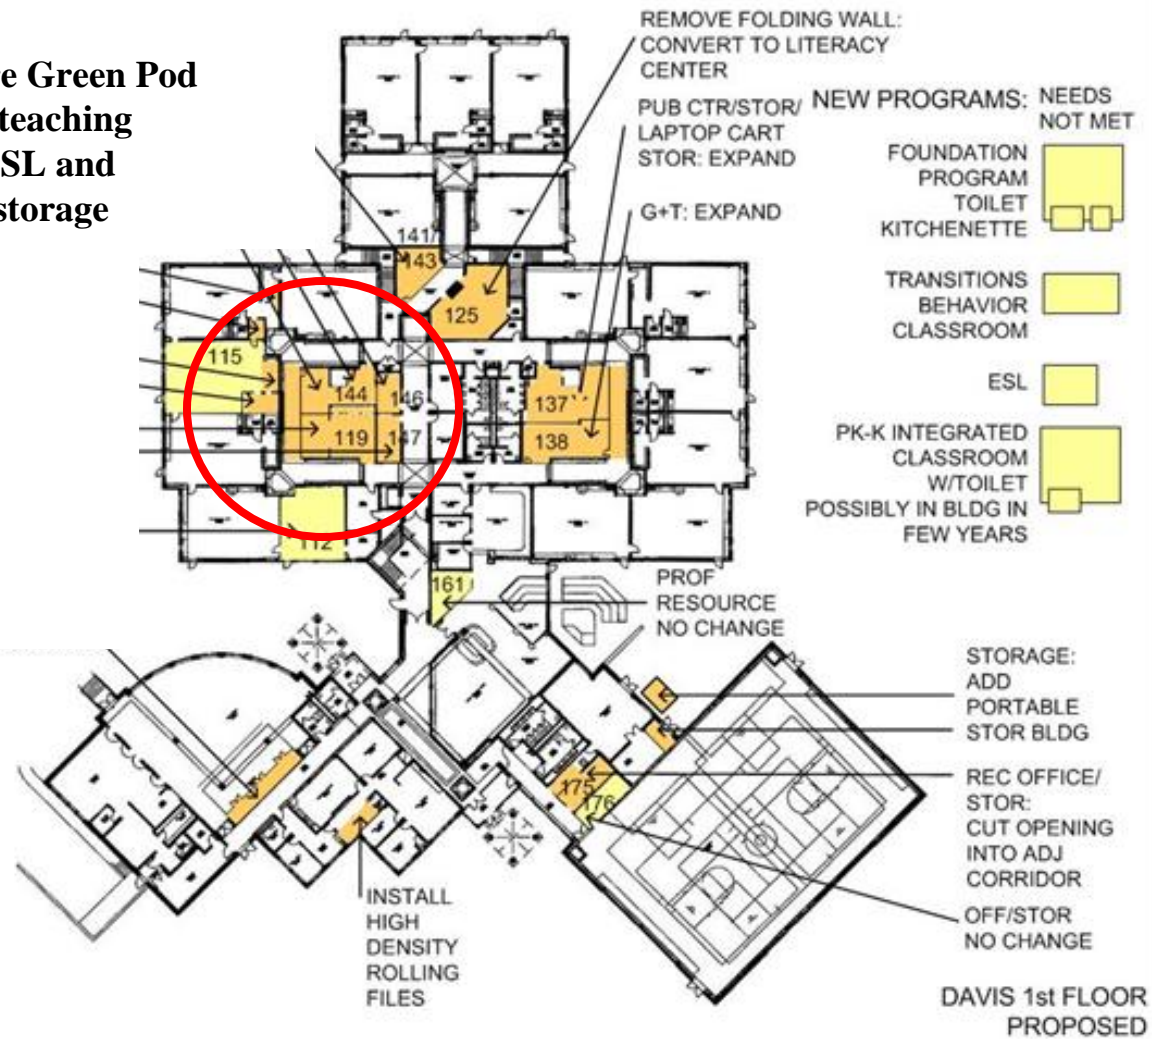 e Green Pod
teaching
SL and
storage
REMOVE FOLDING WALL:
CONVERT TO LITERACY
CENTER
PUB CTR/STOR/
LAPTOP CART
STOR: EXPAND
G+T: EXPAND
NEW PROGRAMS:
NEEDS
NOT MET
FOUNDATION
PROGRAM
TOILET
KITCHENETTE
TRANSITIONS
BEHAVIOR
CLASSROOM
ESL
PK-K INTEGRATED
CLASSROOM
W/TOILET
POSSIBLY IN BLDG IN
FEW YEARS
141/
143
125
115
144
146
119
147
137
138
112
161
PROF
RESOURCE
NO CHANGE
STORAGE:
ADD
PORTABLE
STOR BLDG
175
176
REC OFFICE/
STOR:
CUT OPENING
INTO ADJ
CORRIDOR
OFF/STOR
NO CHANGE
INSTALL
HIGH
DENSITY
ROLLING
FILES
DAVIS 1st FLOOR
PROPOSED